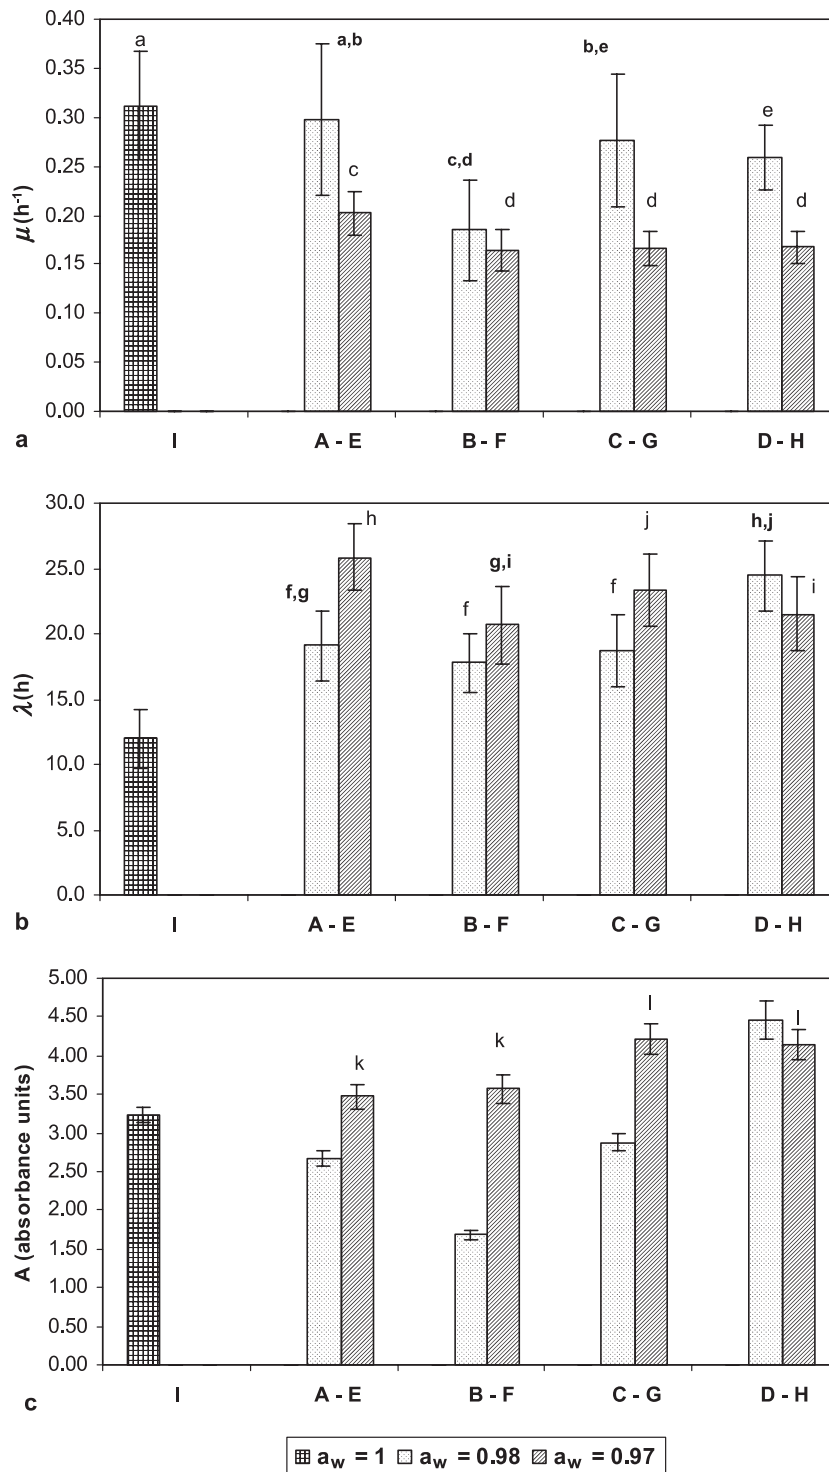 a
a,b
b,e
c
c,d
d
d
e
d
0.40
0.35
0.30
0.25
0.20
0.15
0.10
0.05
0.00
μ(h⁻¹)
a
I A - E B - F C - G D - H
f,g
h
f
g,i
f
j
h,j
i
30.0
25.0
20.0
15.0
10.0
5.0
0.0
λ(h)
b
I A - E B - F C - G D - H
k
k
l
l
5.00
4.50
4.00
3.50
3.00
2.50
2.00
1.50
1.00
0.50
0.00
A (absorbance units)
c
I A - E B - F C - G D - H
a_w = 1 a_w = 0.98 a_w = 0.97